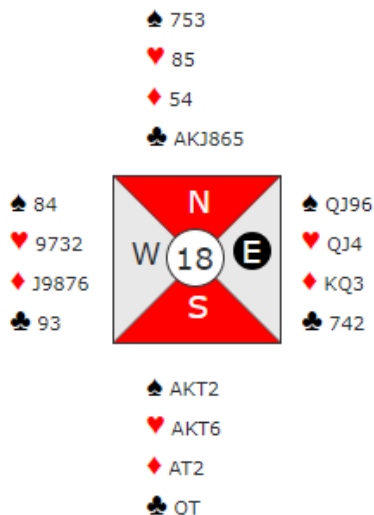 ♠ 753
♥ 85
♦ 54
♣ AKJ865
♠ 84
♥ 9732
♦ J9876
♣ 93
N
W 18 E
S
♠ QJ96
♥ QJ4
♦ KQ3
♣ 742
♠ AKT2
♥ AKT6
♦ AT2
♣ QT